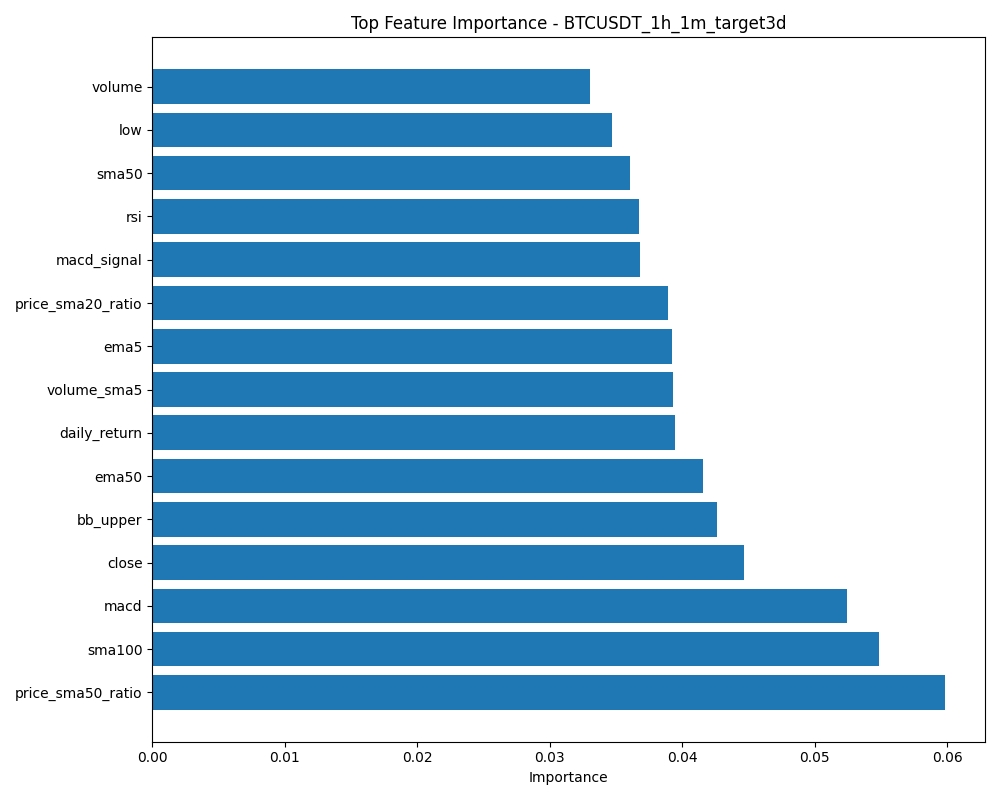 Top Feature Importance - BTCUSDT_1h_1m_target3d
volume
low
sma50
rsi
macd_signal
price_sma20_ratio
ema5
volume_sma5
daily_return
ema50
bb_upper
close
macd
sma100
price_sma50_ratio
0.00 0.01 0.02 0.03 0.04 0.05 0.06
Importance